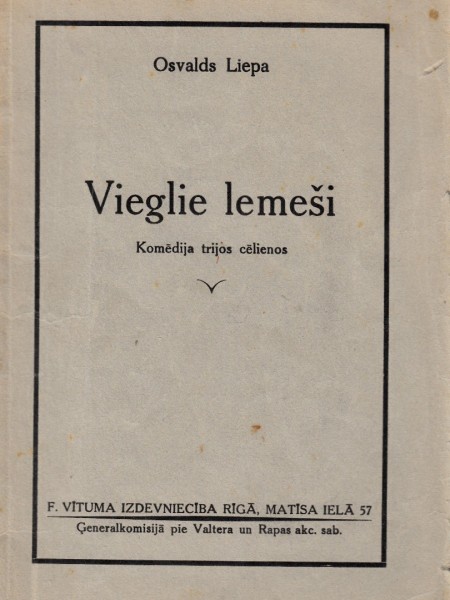 Osvalds Liepa
Vieglie lemeši
Komēdija trijos cēlienos
F. VĪTUMA IZDEVNIECĪBA RĪGĀ, MATĪSA IELĀ 57
Ģeneralkomisijā pie Valtera un Rapas akc. sab.